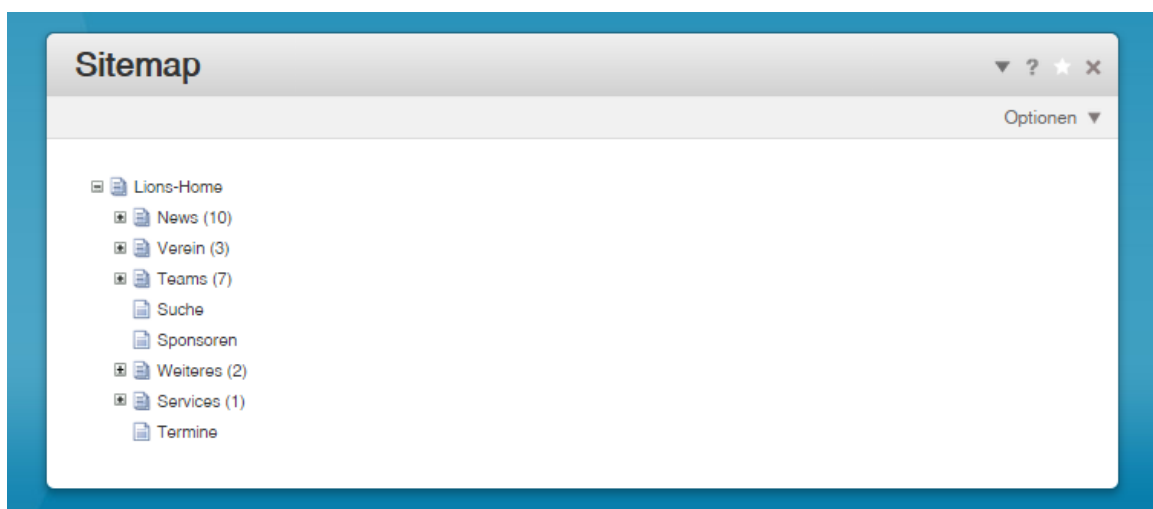 Sitemap
?
Optionen
Lions-Home
News (10)
Verein (3)
Teams (7)
Suche
Sponsoren
Weiteres (2)
Services (1)
Termine